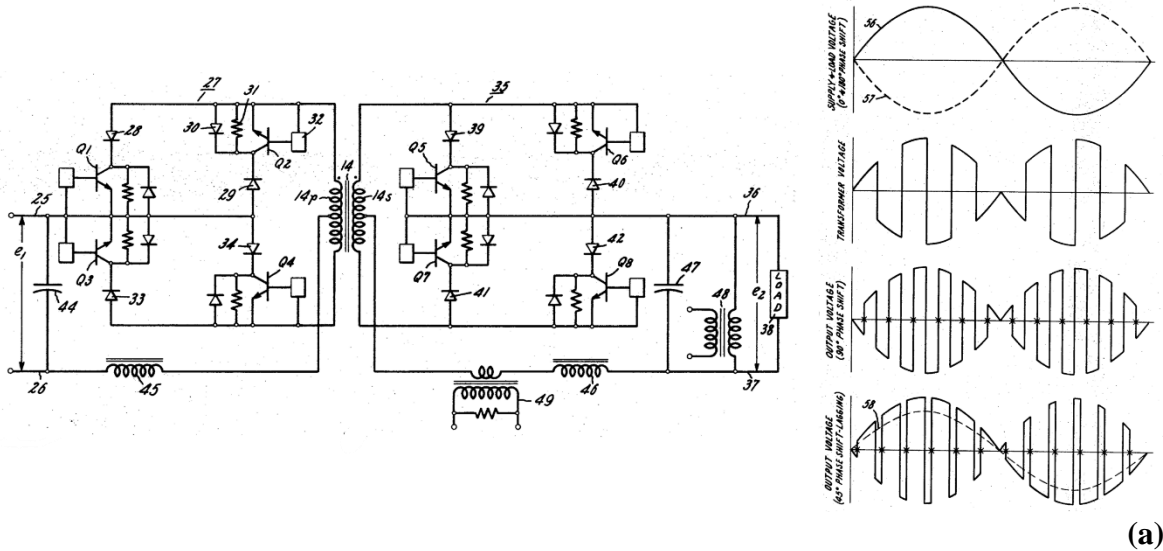 27
35
28
30
31
32
39
Q1
Q2
Q5
Q6
14
29
40
14p
14s
25
36
34
42
e1
Q3
Q4
Q7
Q8
47
e2
44
33
41
48
LOAD
38
26
45
49
46
37
SUPPLY & LOAD VOLTAGE
(0° & 180° PHASE SHIFT)
56
57
TRANSFORMER VOLTAGE
OUTPUT VOLTAGE
(90° PHASE SHIFT)
OUTPUT VOLTAGE
(45° PHASE SHIFT-LAGGING)
58
(a)